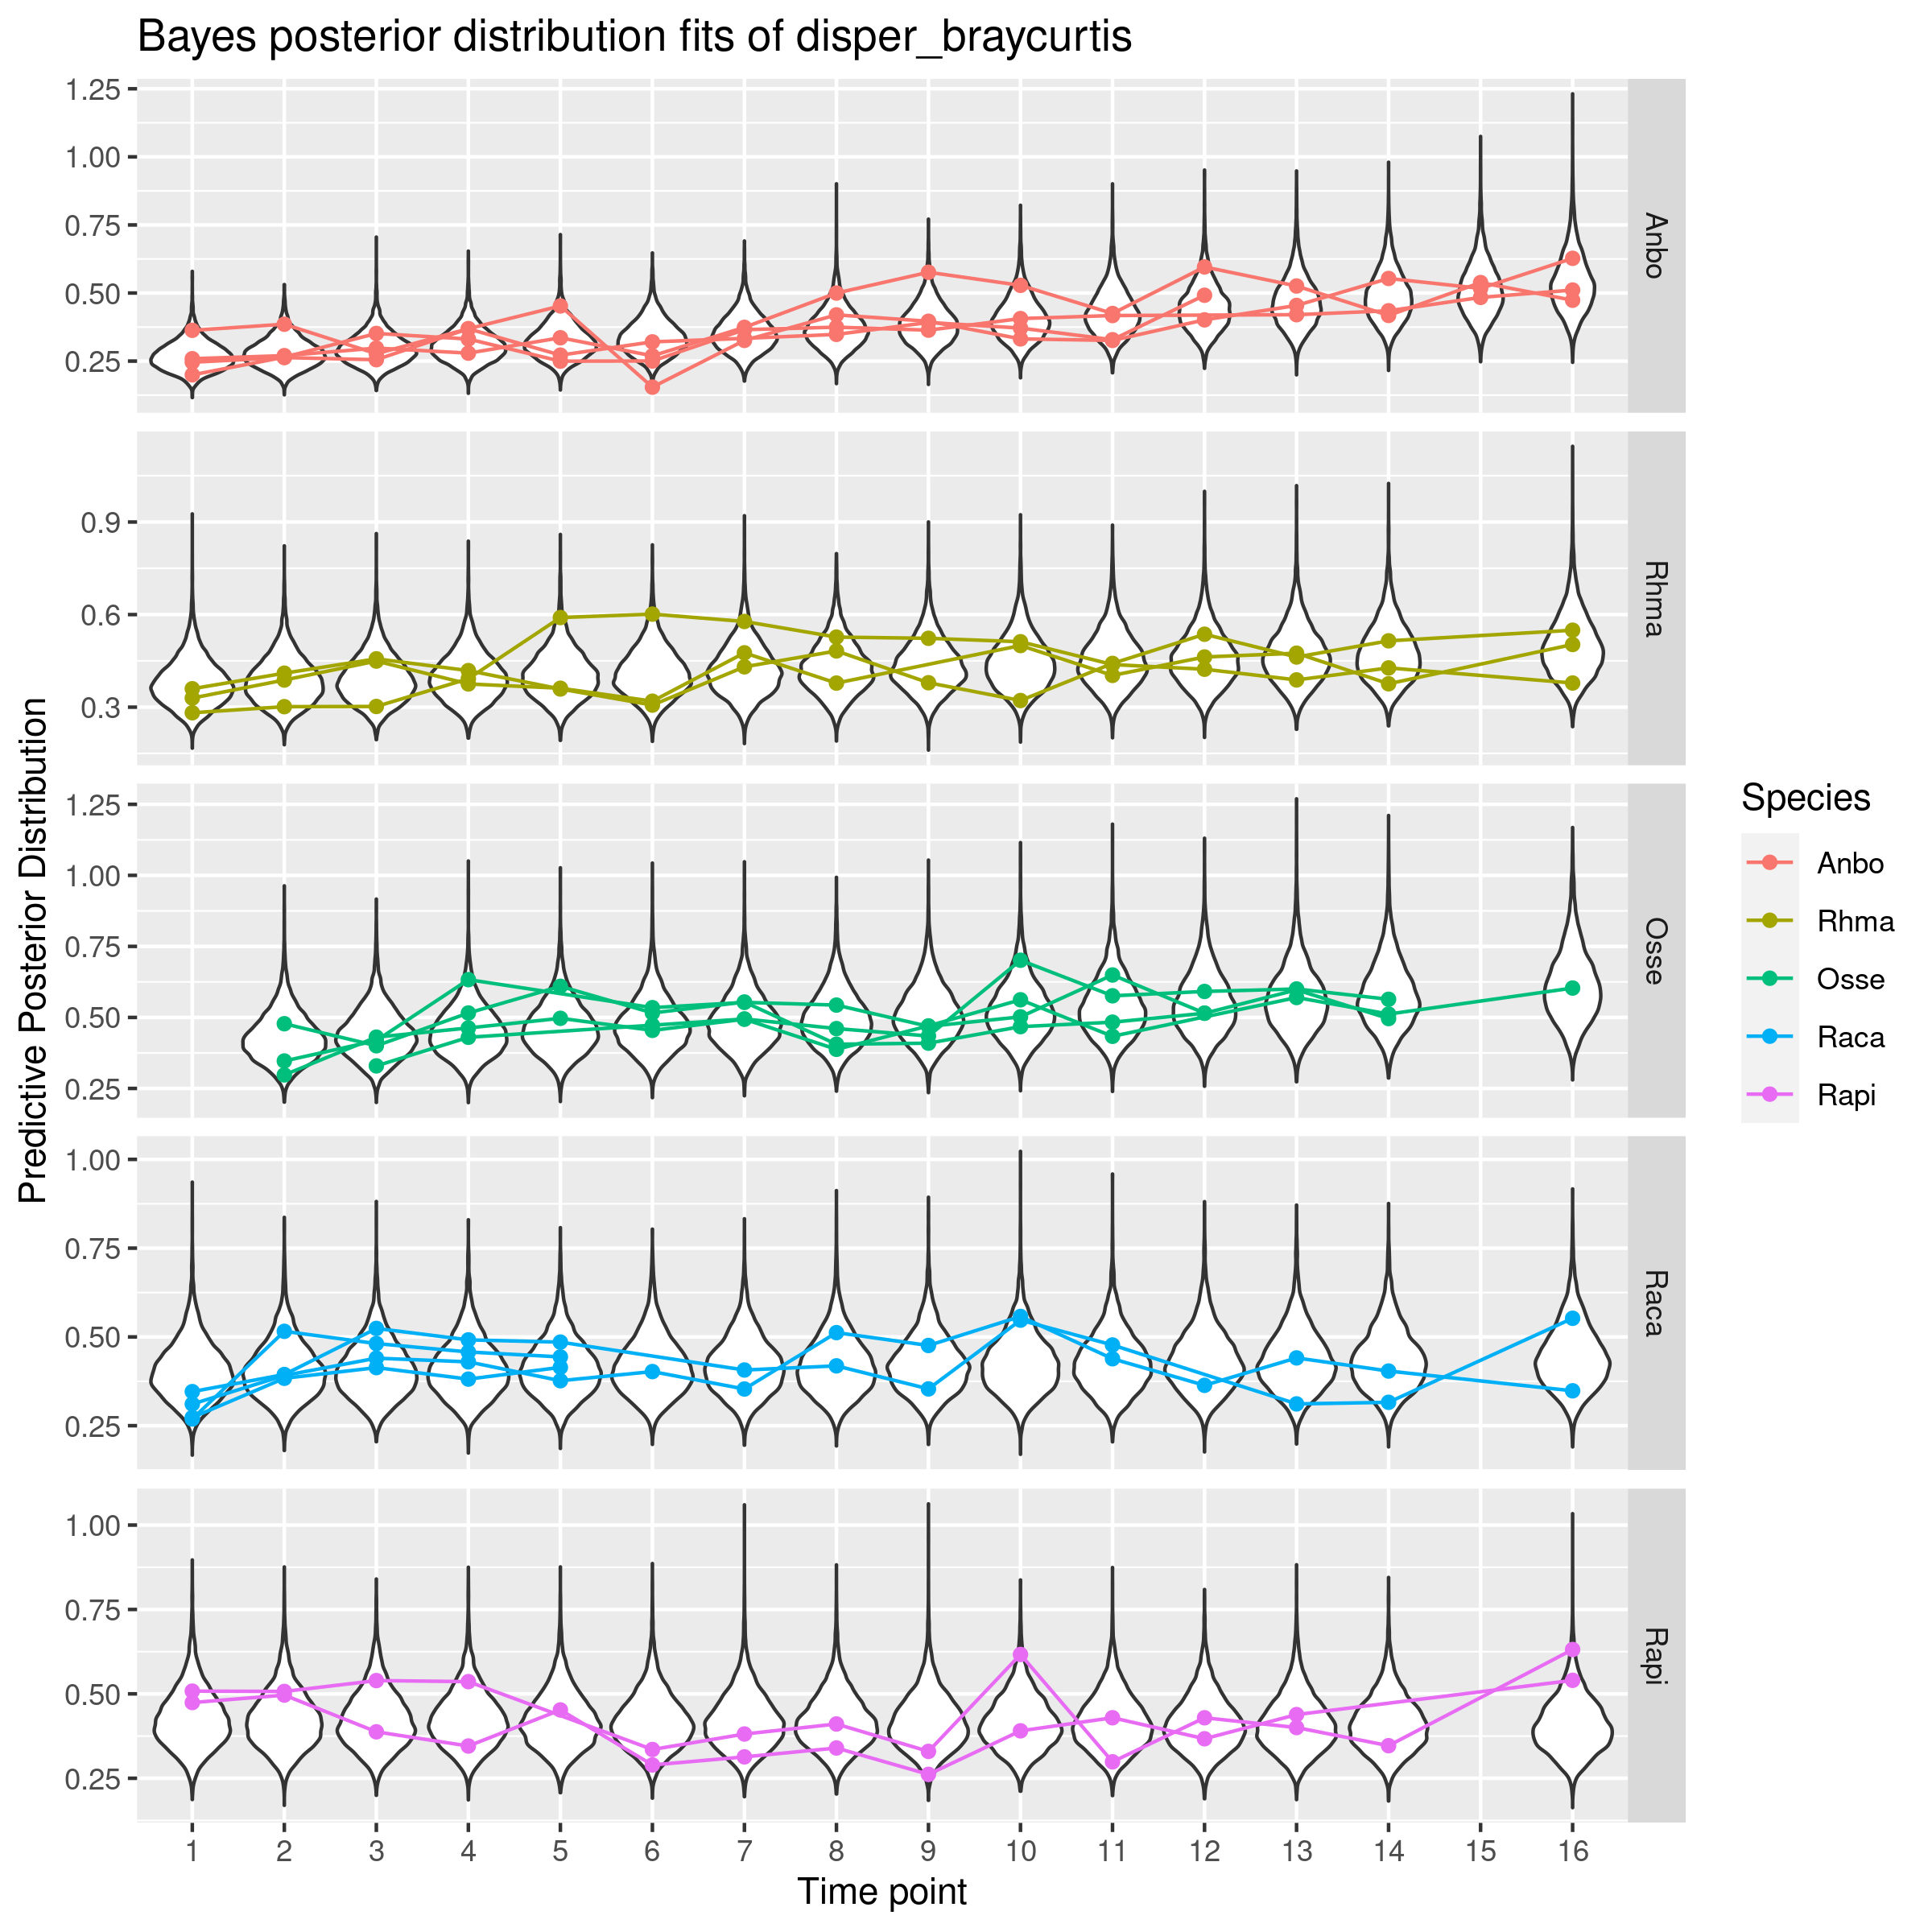 Bayes posterior distribution fits of disper_braycurtis
Predictive Posterior Distribution
1.25
1.00
0.75
0.50
0.25
Anbo
0.9
0.6
0.3
Rhma
1.25
1.00
0.75
0.50
0.25
Osse
1.00
0.75
0.50
0.25
Raca
1.00
0.75
0.50
0.25
Rapi
1 2 3 4 5 6 7 8 9 10 11 12 13 14 15 16
Time point
Species
Anbo
Rhma
Osse
Raca
Rapi